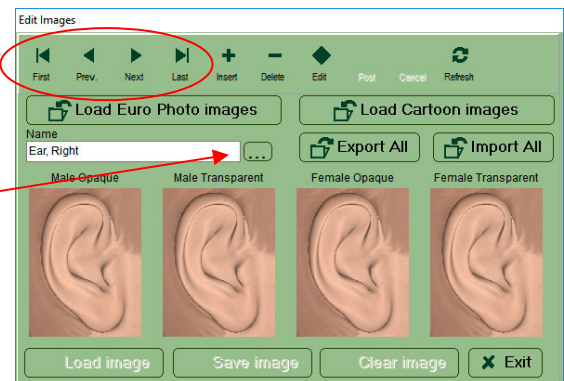 Edit Images
First Prev. Next Last Insert Delete Edit Post Cancel Refresh
Load Euro Photo images Load Cartoon images
Name
Ear, Right ... Export All Import All
Male Opaque Male Transparent Female Opaque Female Transparent
Load image Save image Clear image Exit